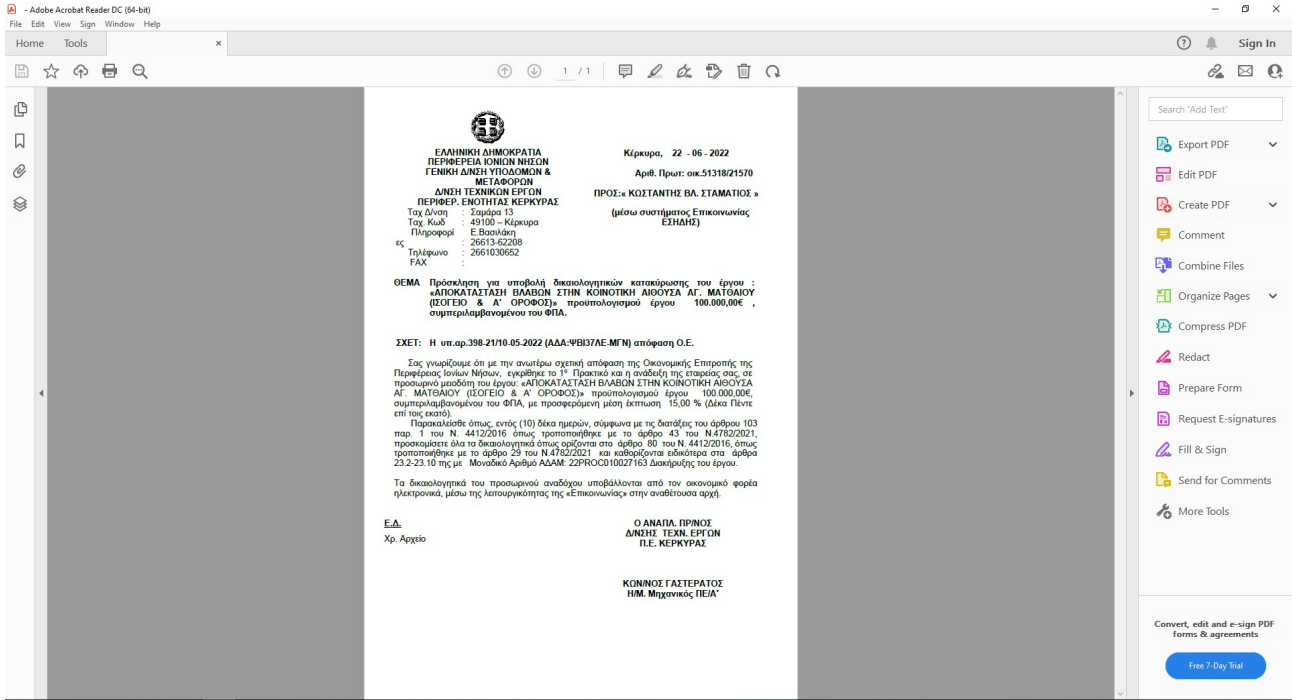 - Adobe Acrobat Reader DC (64-bit)
File Edit View Sign Window Help
Home Tools
Sign In
1 / 1
ΕΛΛΗΝΙΚΗ ΔΗΜΟΚΡΑΤΙΑ
ΠΕΡΙΦΕΡΕΙΑ ΙΟΝΙΩΝ ΝΗΣΩΝ
ΓΕΝΙΚΗ Δ/ΝΣΗ ΥΠΟΔΟΜΩΝ &
ΜΕΤΑΦΟΡΩΝ
Δ/ΝΣΗ ΤΕΧΝΙΚΩΝ ΕΡΓΩΝ
ΠΕΡΙΦΕΡ. ΕΝΟΤΗΤΑΣ ΚΕΡΚΥΡΑΣ
Ταχ Δ/νση : Σαμάρα 13
Ταχ. Κωδ : 49100 – Κέρκυρα
Πληροφορί Ε.Βασιλάκη
ες : 26613-62208
Τηλέφωνο : 2661030652
FAX :
Κέρκυρα, 22 - 06 - 2022
Αριθ. Πρωτ: οικ.51318/21570
ΠΡΟΣ:« ΚΩΣΤΑΝΤΗΣ ΒΛ. ΣΤΑΜΑΤΙΟΣ »
(μέσω συστήματος Επικοινωνίας
ΕΣΗΔΗΣ)
ΘΕΜΑ Πρόσκληση για υποβολή δικαιολογητικών κατακύρωσης του έργου :
«ΑΠΟΚΑΤΑΣΤΑΣΗ ΒΛΑΒΩΝ ΣΤΗΝ ΚΟΙΝΟΤΙΚΗ ΑΙΘΟΥΣΑ ΑΓ. ΜΑΤΘΑΙΟΥ
(ΙΣΟΓΕΙΟ & Α' ΟΡΟΦΟΣ)» προϋπολογισμού έργου 100.000,00€ ,
συμπεριλαμβανομένου του ΦΠΑ.
ΣΧΕΤ: Η υπ.αρ.398-21/10-05-2022 (ΑΔΑ:ΨΒΙ37ΛΕ-ΜΓΝ) απόφαση Ο.Ε.
Σας γνωρίζουμε ότι με την ανωτέρω σχετική απόφαση της Οικονομικής Επιτροπής της
Περιφέρειας Ιονίων Νήσων, εγκρίθηκε το 1º Πρακτικό και η ανάδειξη της εταιρείας σας, σε
προσωρινό μειοδότη του έργου: «ΑΠΟΚΑΤΑΣΤΑΣΗ ΒΛΑΒΩΝ ΣΤΗΝ ΚΟΙΝΟΤΙΚΗ ΑΙΘΟΥΣΑ
ΑΓ. ΜΑΤΘΑΙΟΥ (ΙΣΟΓΕΙΟ & Α' ΟΡΟΦΟΣ)» προϋπολογισμού έργου 100.000,00€,
συμπεριλαμβανομένου του ΦΠΑ, με προσφερόμενη μέση έκπτωση 15,00 % (Δέκα Πέντε
επί τοις εκατό).
Παρακαλείσθε όπως, εντός (10) δέκα ημερών, σύμφωνα με τις διατάξεις του άρθρου 103
παρ. 1 του Ν. 4412/2016 όπως τροποποιήθηκε με το άρθρο 43 του Ν.4782/2021,
προσκομίσετε όλα τα δικαιολογητικά όπως ορίζονται στο άρθρο 80 του Ν. 4412/2016, όπως
τροποποιήθηκε με το άρθρο 29 του Ν.4782/2021 και καθορίζονται ειδικότερα στα άρθρα
23.2-23.10 της με Μοναδικό Αριθμό ΑΔΑΜ: 22PROC010027163 Διακήρυξης του έργου.
Τα δικαιολογητικά του προσωρινού αναδόχου υποβάλλονται από τον οικονομικό φορέα
ηλεκτρονικά, μέσω της λειτουργικότητας της «Επικοινωνίας» στην αναθέτουσα αρχή.
Ε.Δ.
Χρ. Αρχείο
Ο ΑΝΑΠΛ. ΠΡ/ΝΟΣ
Δ/ΝΣΗΣ ΤΕΧΝ. ΕΡΓΩΝ
Π.Ε. ΚΕΡΚΥΡΑΣ
ΚΩΝ/ΝΟΣ ΓΑΣΤΕΡΑΤΟΣ
Η/Μ. Μηχανικός ΠΕ/Α'
Search 'Add Text'
Export PDF
Edit PDF
Create PDF
Comment
Combine Files
Organize Pages
Compress PDF
Redact
Prepare Form
Request E-signatures
Fill & Sign
Send for Comments
More Tools
Convert, edit and e-sign PDF
forms & agreements
Free 7-Day Trial